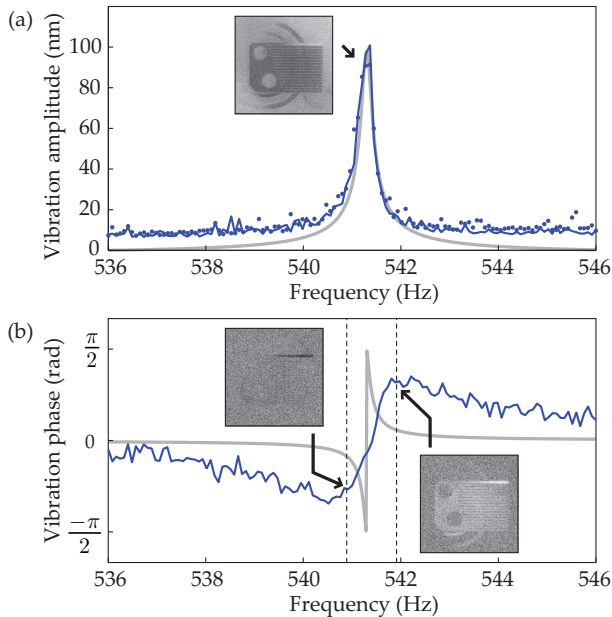 (a)
Vibration amplitude (nm)
100
80
60
40
20
0
536 538 540 542 544 546
Frequency (Hz)
(b)
Vibration phase (rad)
π/2
0
−π/2
536 538 540 542 544 546
Frequency (Hz)